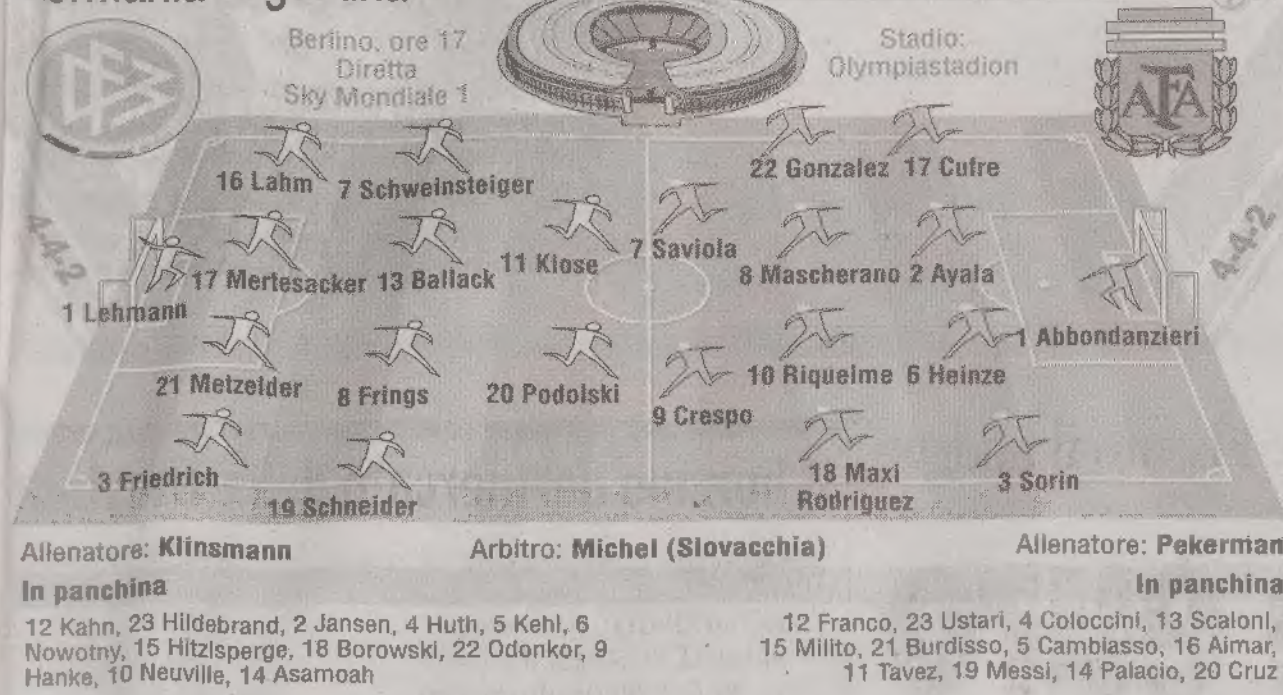 Berlino, ore 17
Diretta
Sky Mondiale 1
Stadio:
Olympiastadion
AFA
4-4-2
4-4-2
16 Lahm
7 Schweinsteiger
22 Gonzalez
17 Cufre
17 Mertesacker
13 Ballack
11 Klose
7 Saviola
8 Mascherano
2 Ayala
1 Lehmann
1 Abbondanzieri
21 Metzelder
8 Frings
20 Podolski
9 Crespo
10 Riquelme
6 Heinze
3 Friedrich
19 Schneider
18 Maxi
Rodriguez
3 Sorin
Allenatore: Klinsmann
Arbitro: Michel (Slovacchia)
Allenatore: Pekerman
In panchina
12 Kahn, 23 Hildebrand, 2 Jansen, 4 Huth, 5 Kehl, 6
Nowotny, 15 Hitzlsperge, 18 Borowski, 22 Odonkor, 9
Hanke, 10 Neuville, 14 Asamoah
In panchina
12 Franco, 23 Ustari, 4 Coloccini, 13 Scaloni,
15 Milito, 21 Burdisso, 5 Cambiasso, 16 Aimar,
11 Tavez, 19 Messi, 14 Palacio, 20 Cruz